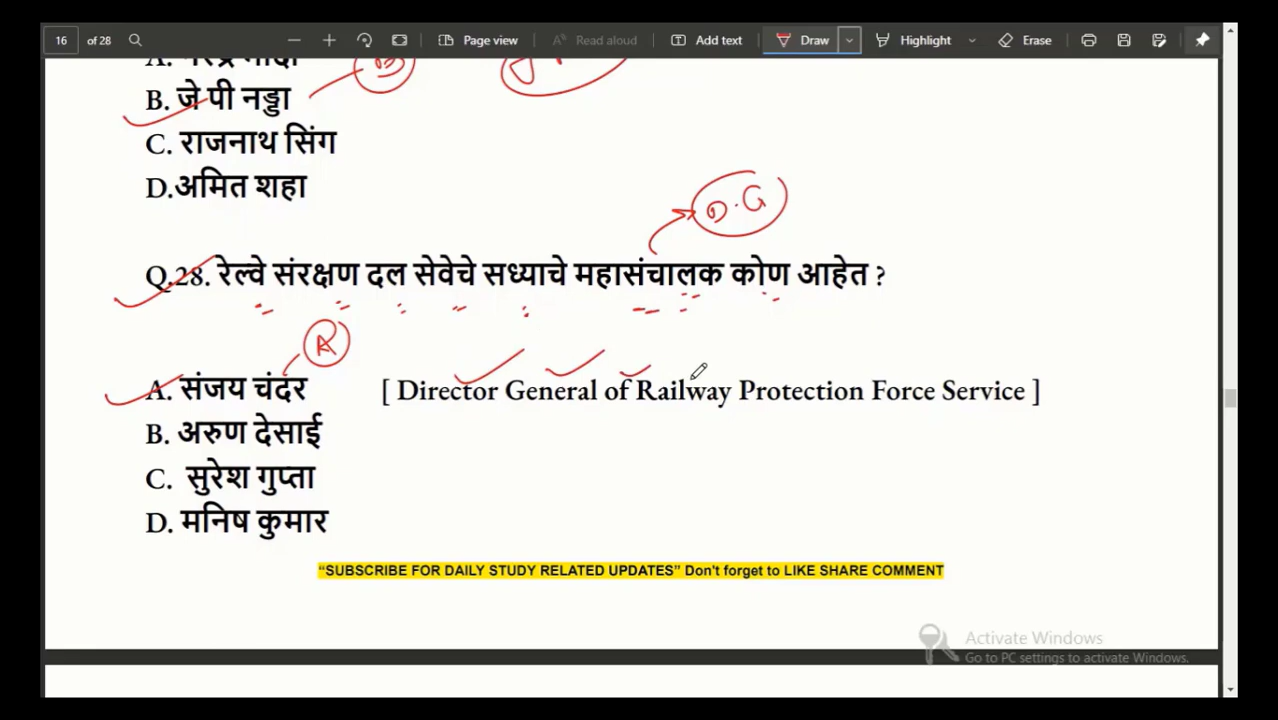 16 of 28 Page view Read aloud Add text Draw Highlight Erase
B. जे पी नड्डा
C. राजनाथ सिंग
D.अमित शहा
D.G
Q.28. रेल्वे संरक्षण दल सेवेचे सध्याचे महासंचालक कोण आहेत ?
A
A. संजय चंदर [ Director General of Railway Protection Force Service ]
B. अरुण देसाई
C. सुरेश गुप्ता
D. मनिष कुमार
“SUBSCRIBE FOR DAILY STUDY RELATED UPDATES” Don't forget to LIKE SHARE COMMENT
Activate Windows
Go to PC settings to activate Windows.